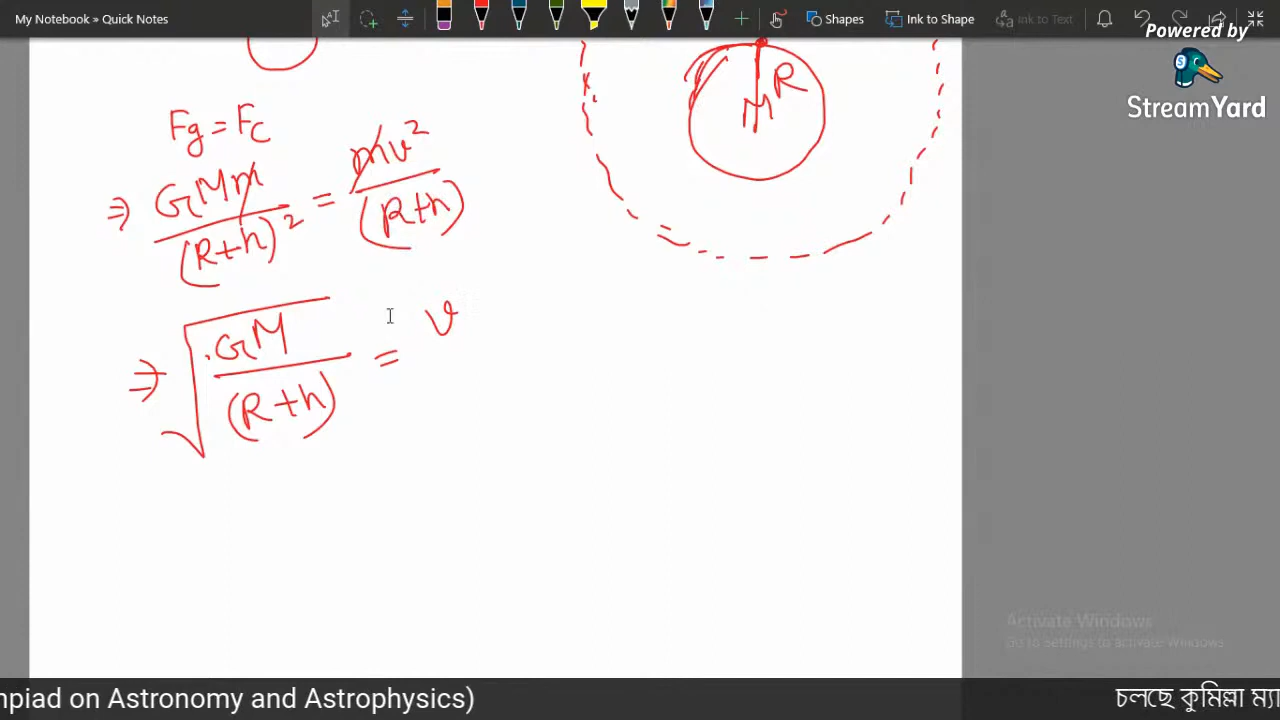 My Notebook » Quick Notes
Shapes
Ink to Shape
Ink to Text
Powered by
StreamYard
R
M
Fg = Fc
⇒ GMm/(R+h)² = mv²/(R+h)
⇒ √(GM/(R+h)) = v
Activate Windows
Go to Settings to activate Windows.
npiad on Astronomy and Astrophysics)
চলছে কুমিল্লা ম্যা